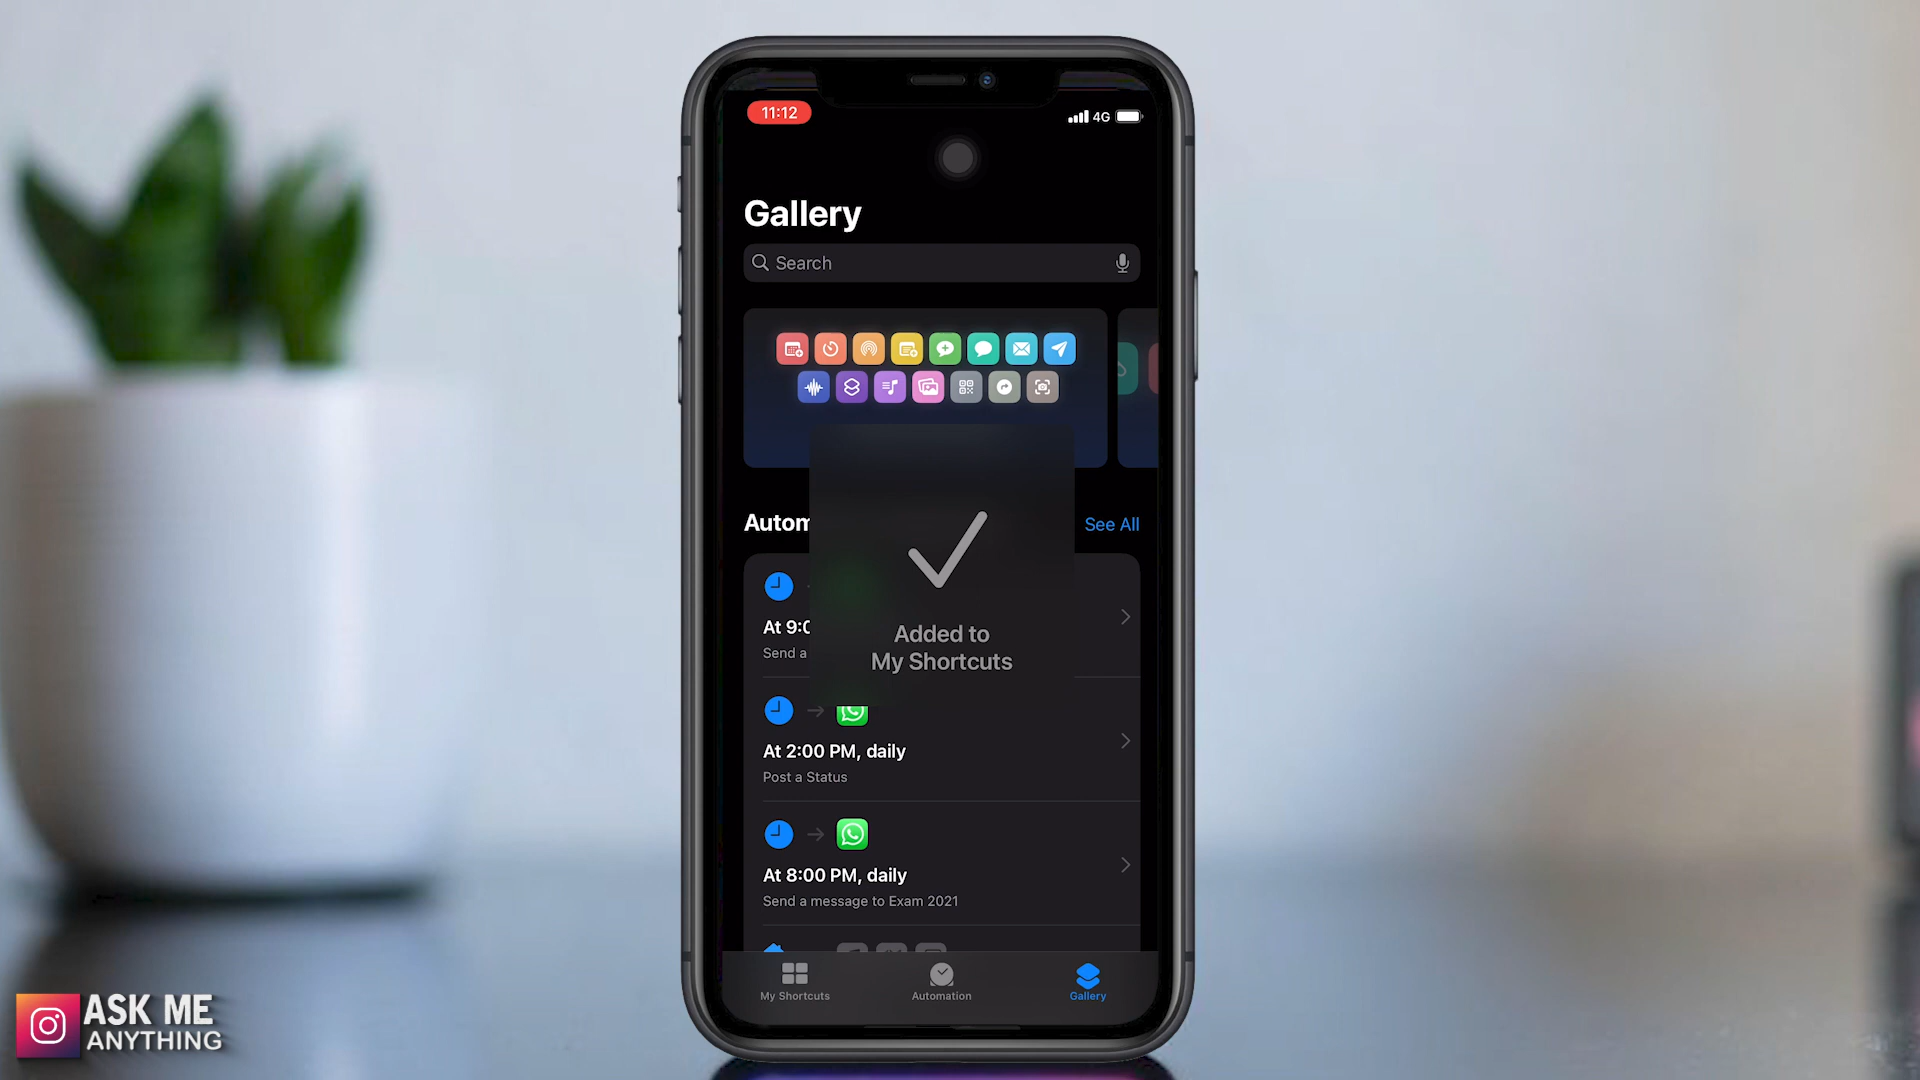 11:12
4G
Gallery
Search
See All
At 9:0
Send a
Added to
My Shortcuts
At 2:00 PM, daily
Post a Status
At 8:00 PM, daily
Send a message to Exam 2021
My Shortcuts
Automation
Gallery
ASK ME
ANYTHING